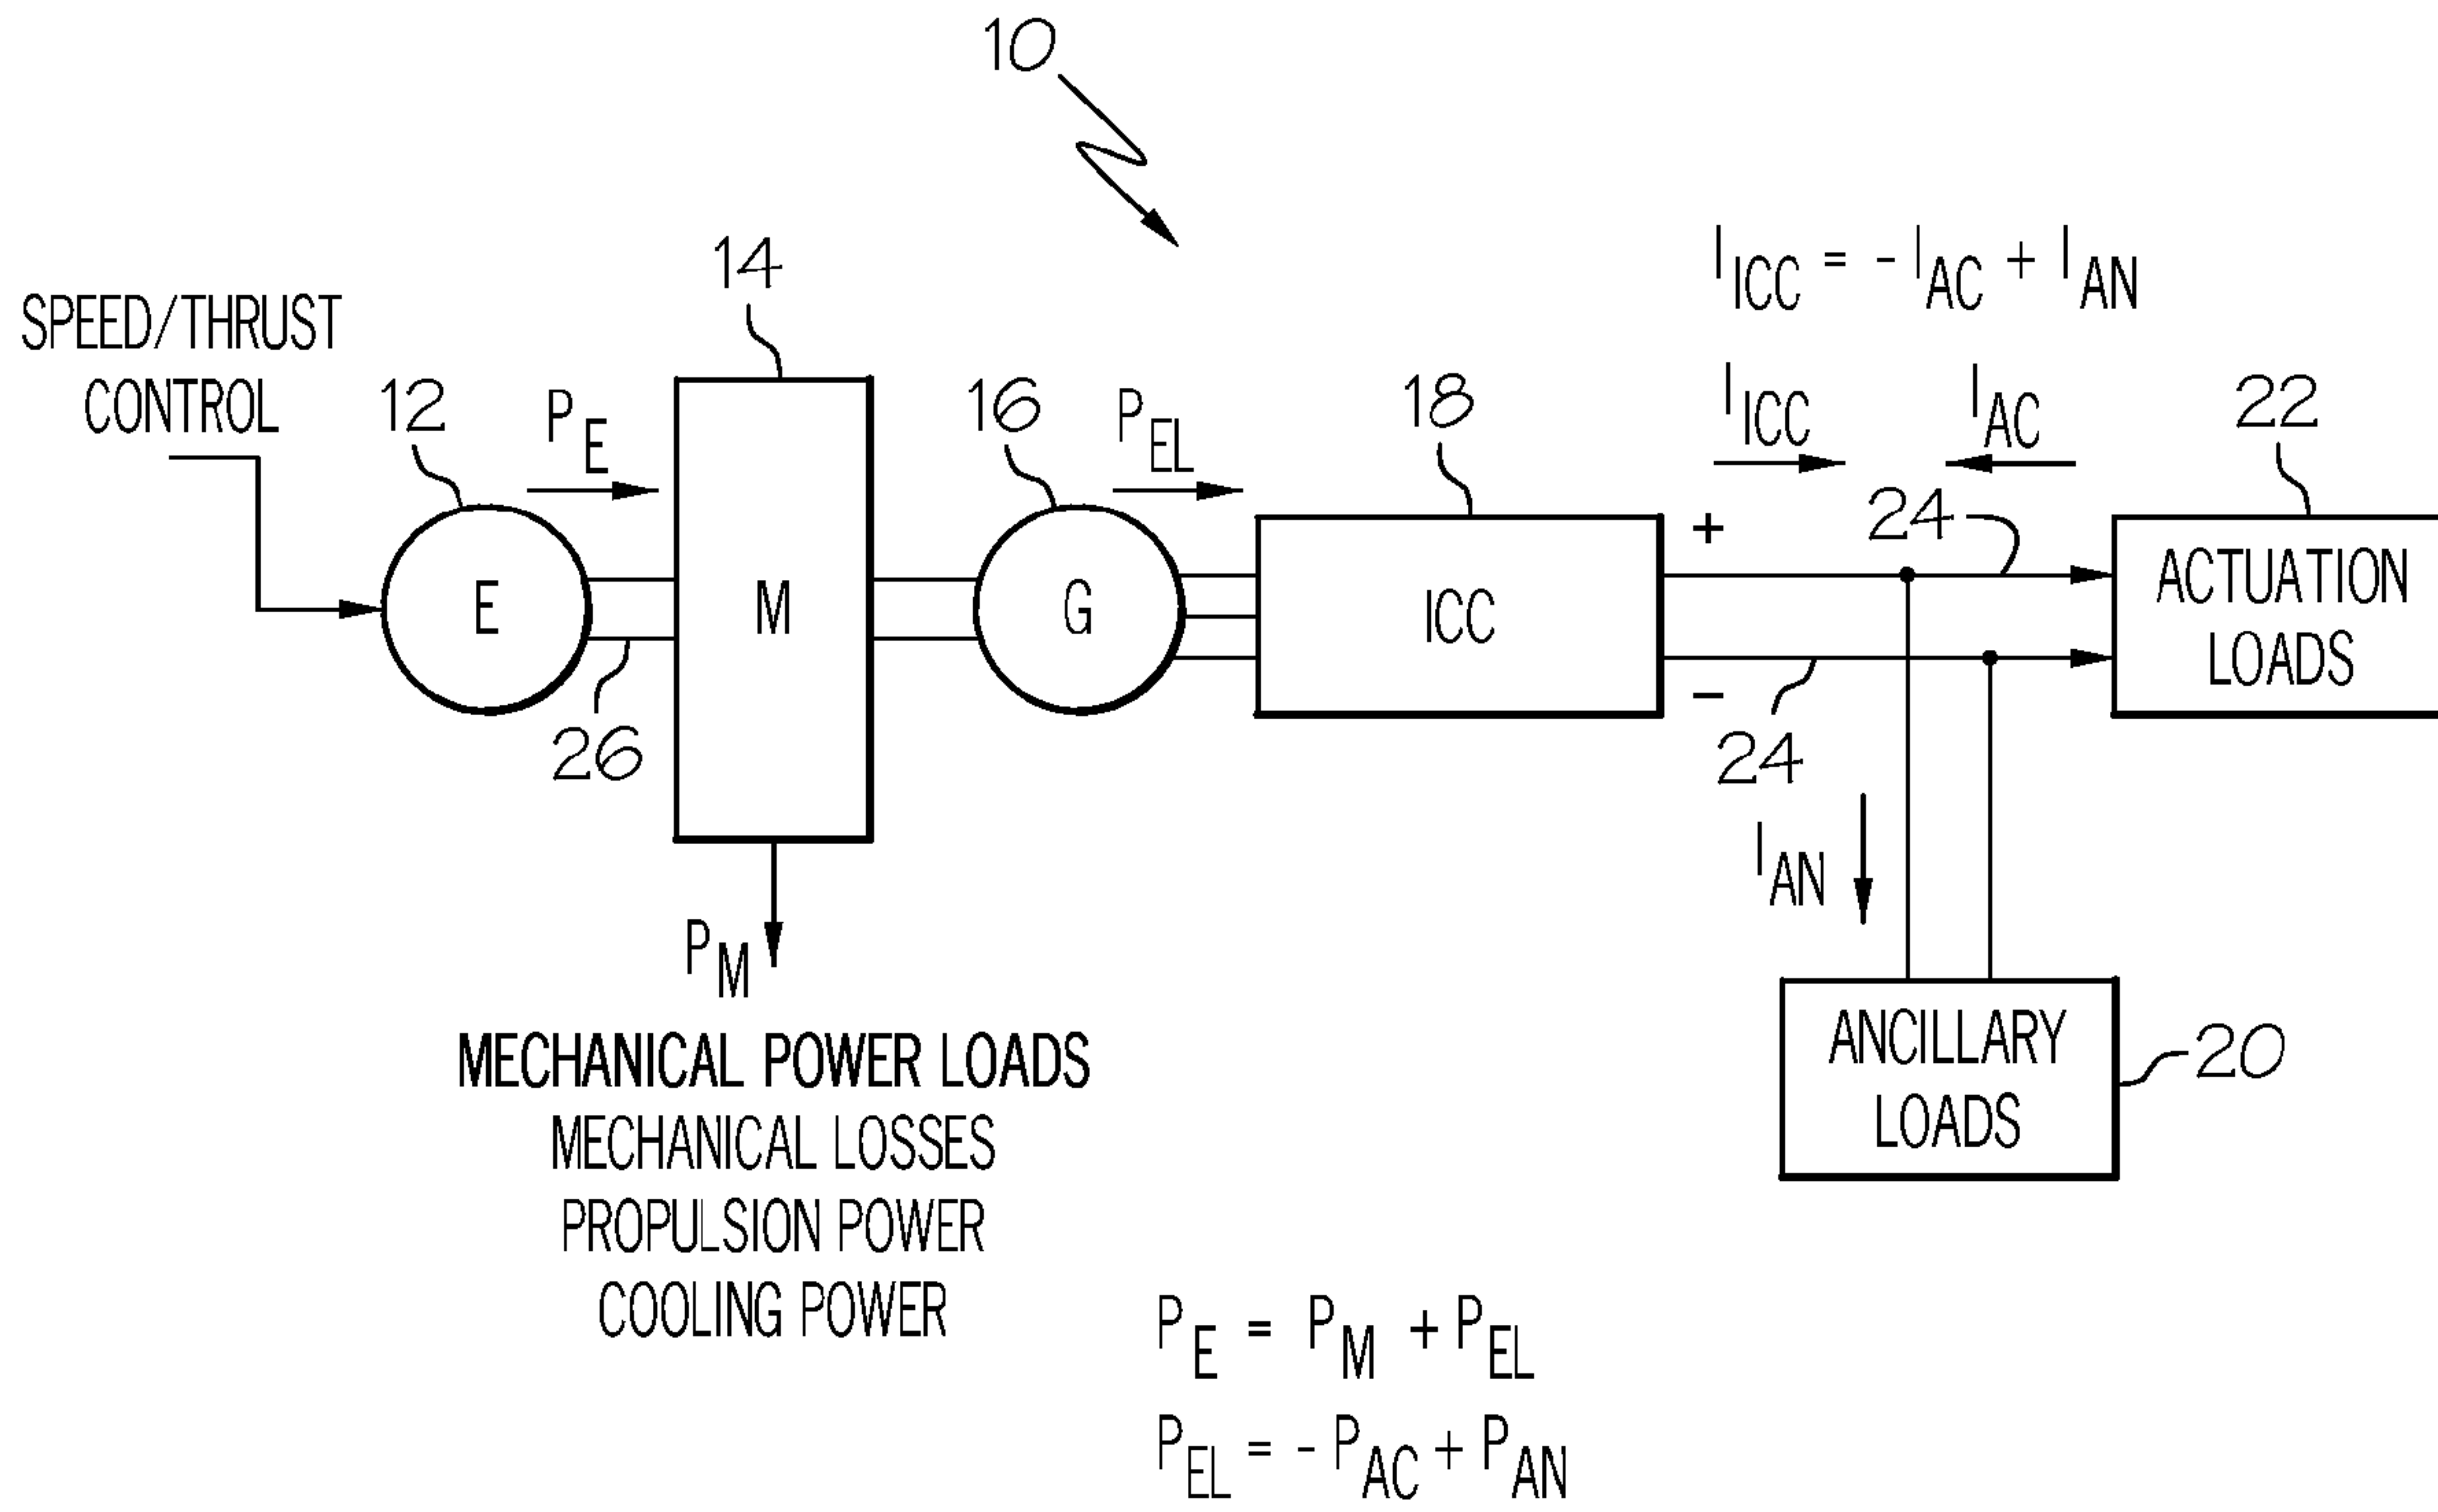 10
I_ICC = - I_AC + I_AN
14
SPEED/THRUST
CONTROL
12
P_E
16
P_EL
18
I_ICC
I_AC
22
24
+
E
M
G
ICC
ACTUATION
LOADS
-
26
24
I_AN
P_M
MECHANICAL POWER LOADS
MECHANICAL LOSSES
PROPULSION POWER
COOLING POWER
ANCILLARY
LOADS
20
P_E = P_M + P_EL
P_EL = - P_AC + P_AN